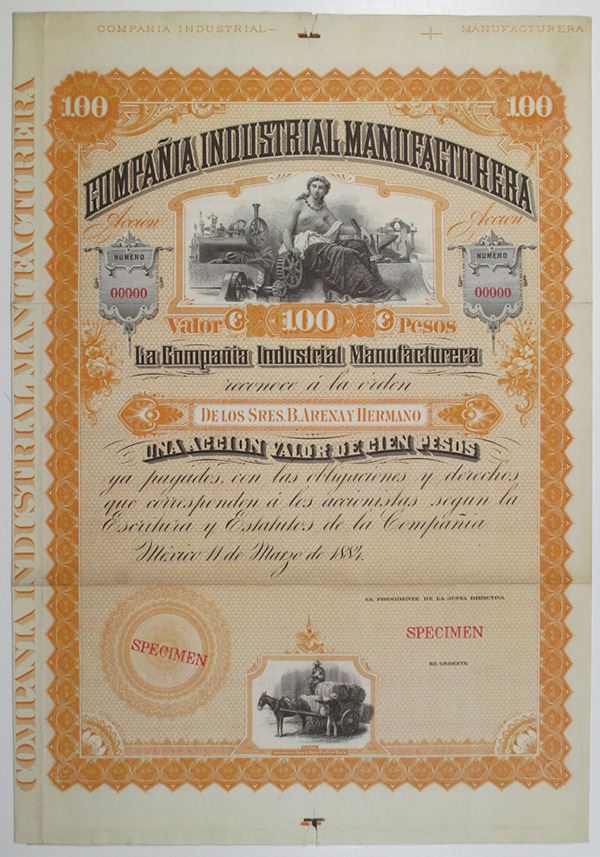 COMPANIA INDUSTRIAL- MANUFACTURERA
COMPAÑIA INDUSTRIAL MANUFACTURERA
100 100
COMPAÑIA INDUSTRIAL MANUFACTURERA
Accion Accion
NUMERO NUMERO
00000 00000
Valor 100 Pesos
La Compañia Industrial Manufacturera
reconoce á la órden
DE LOS SRES. B. ARENA Y HERMANO
UNA ACCION VALOR DE CIEN PESOS
ya pagados, con las obligaciones y derechos
que corresponden á los accionistas segun la
Escritura y Estatutos de la Compañia
México 11 de Marzo de 1884.
EL PRESIDENTE DE LA JUNTA DIRECTIVA
SPECIMEN
SPECIMEN
EL GERENTE